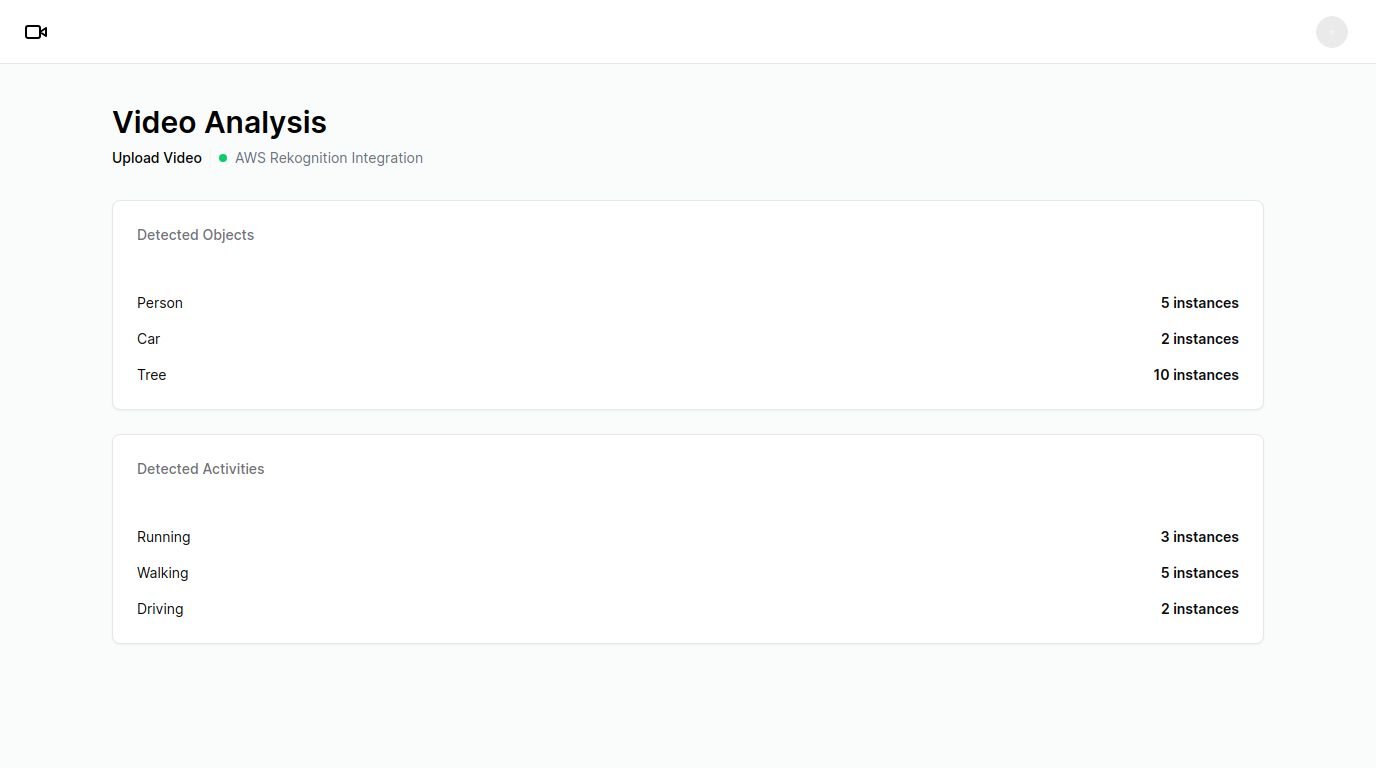 Video Analysis
Upload Video AWS Rekognition Integration
Detected Objects
Person 5 instances
Car 2 instances
Tree 10 instances
Detected Activities
Running 3 instances
Walking 5 instances
Driving 2 instances